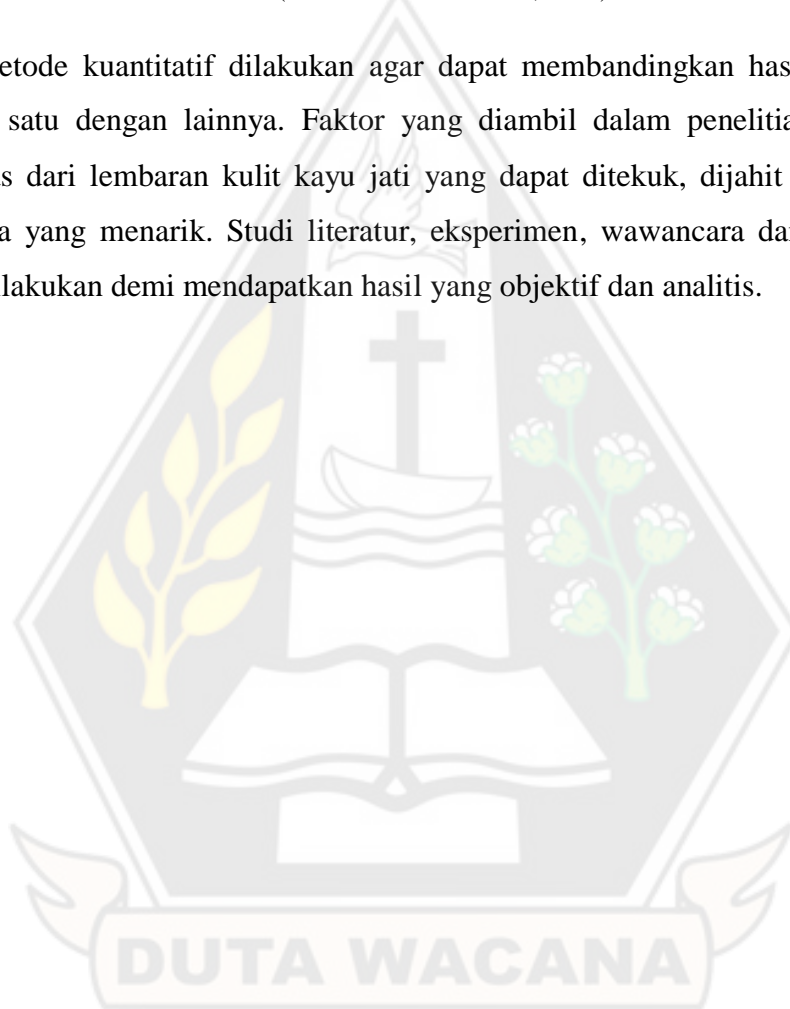 etode kuantitatif dilakukan agar dapat membandingkan has
satu dengan lainnya. Faktor yang diambil dalam penelitia
s dari lembaran kulit kayu jati yang dapat ditekuk, dijahit
a yang menarik. Studi literatur, eksperimen, wawancara da
ilakukan demi mendapatkan hasil yang objektif dan analitis.
DUTA WACANA